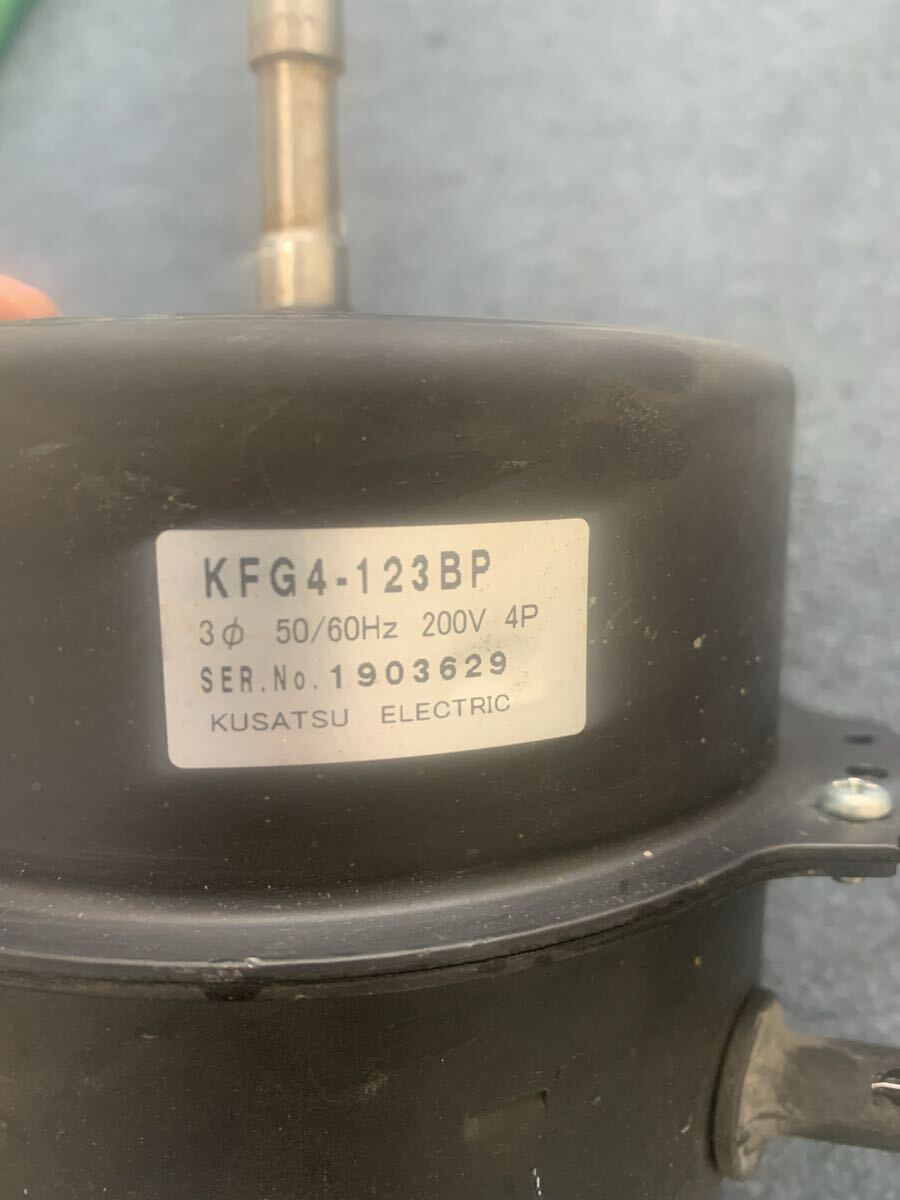 KFG4-123BP
3φ 50/60Hz 200V 4P
SER.No.1903629
KUSATSU ELECTRIC